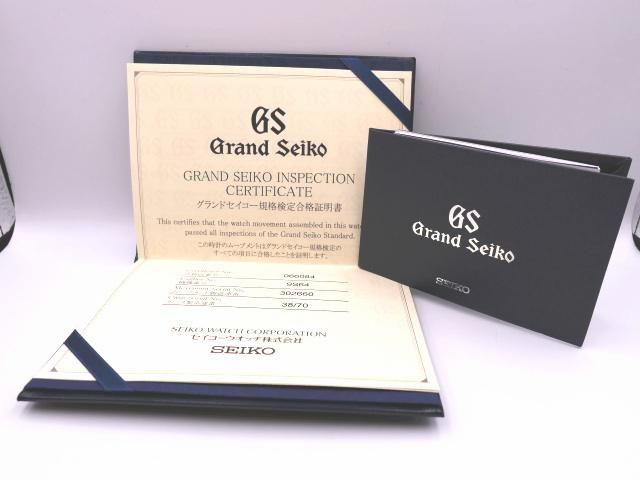 GS
Grand Seiko
GRAND SEIKO INSPECTION
CERTIFICATE
グランドセイコー規格検定合格証明書
This certifies that the watch movement assembled in this watch
passed all inspections of the Grand Seiko Standard.
この時計のムーブメントはグランドセイコー規格検定の
すべての項目に合格したことを証明します。
302660
38/70
SEIKO WATCH CORPORATION
セイコーウオッチ株式会社
SEIKO
GS
Grand Seiko
SEIKO